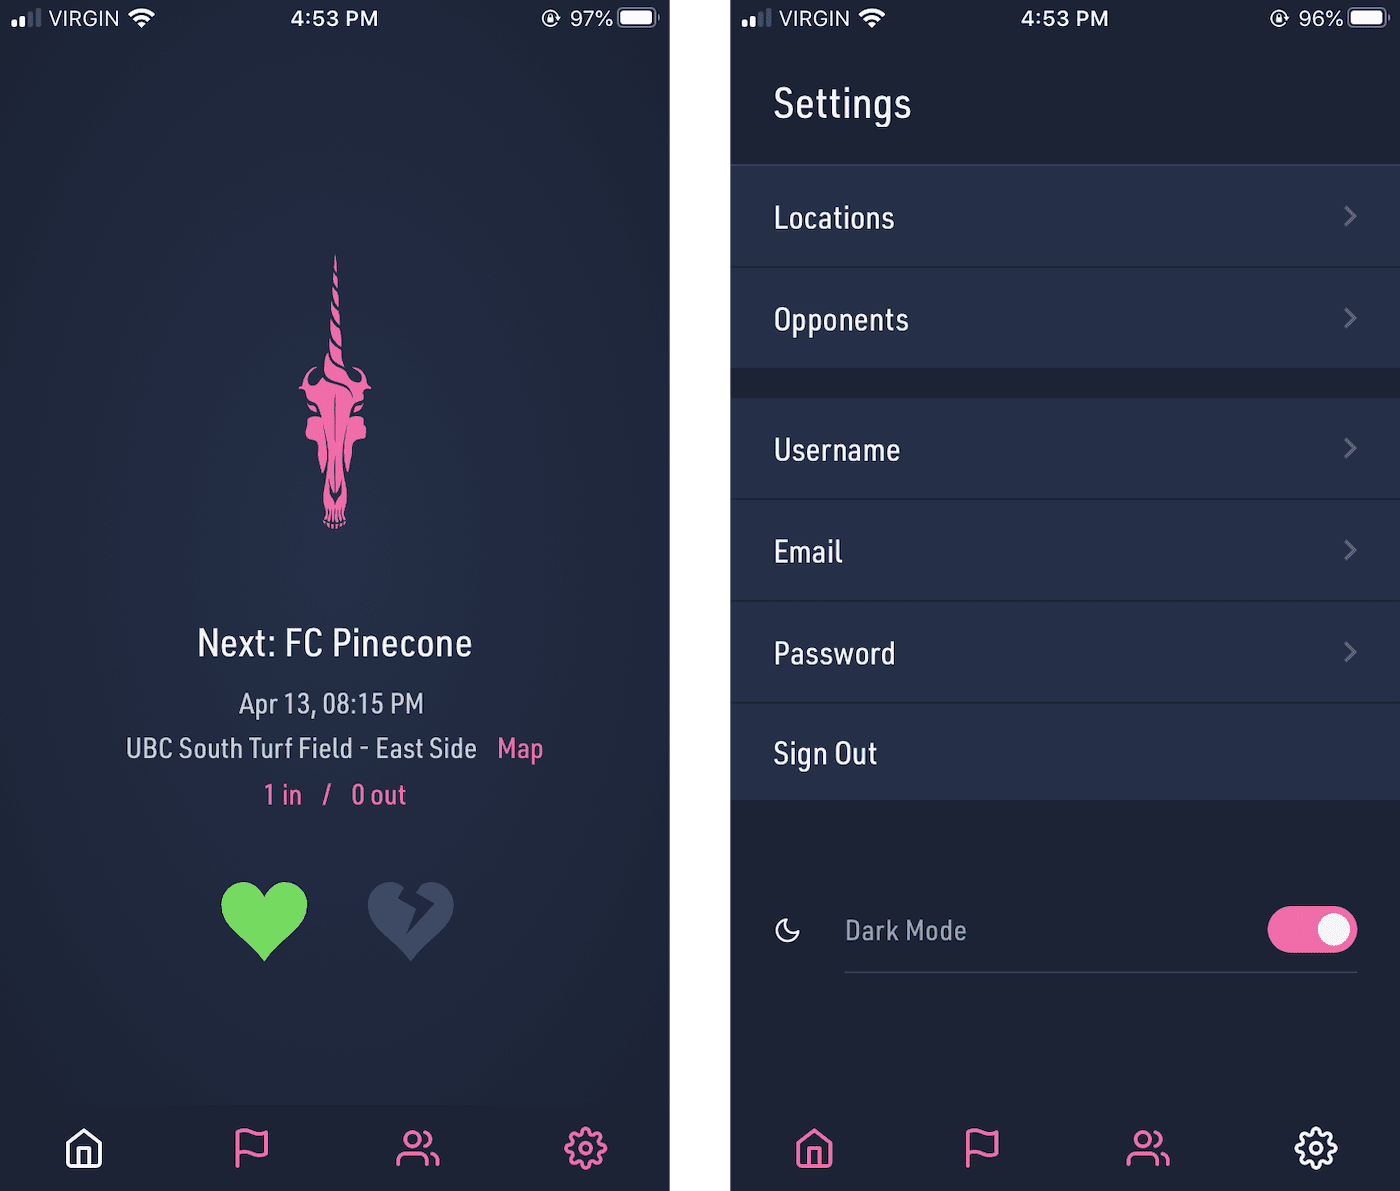 VIRGIN 4:53 PM 97%
Next: FC Pinecone
Apr 13, 08:15 PM
UBC South Turf Field - East Side Map
1 in / 0 out
VIRGIN 4:53 PM 96%
Settings
Locations
Opponents
Username
Email
Password
Sign Out
Dark Mode